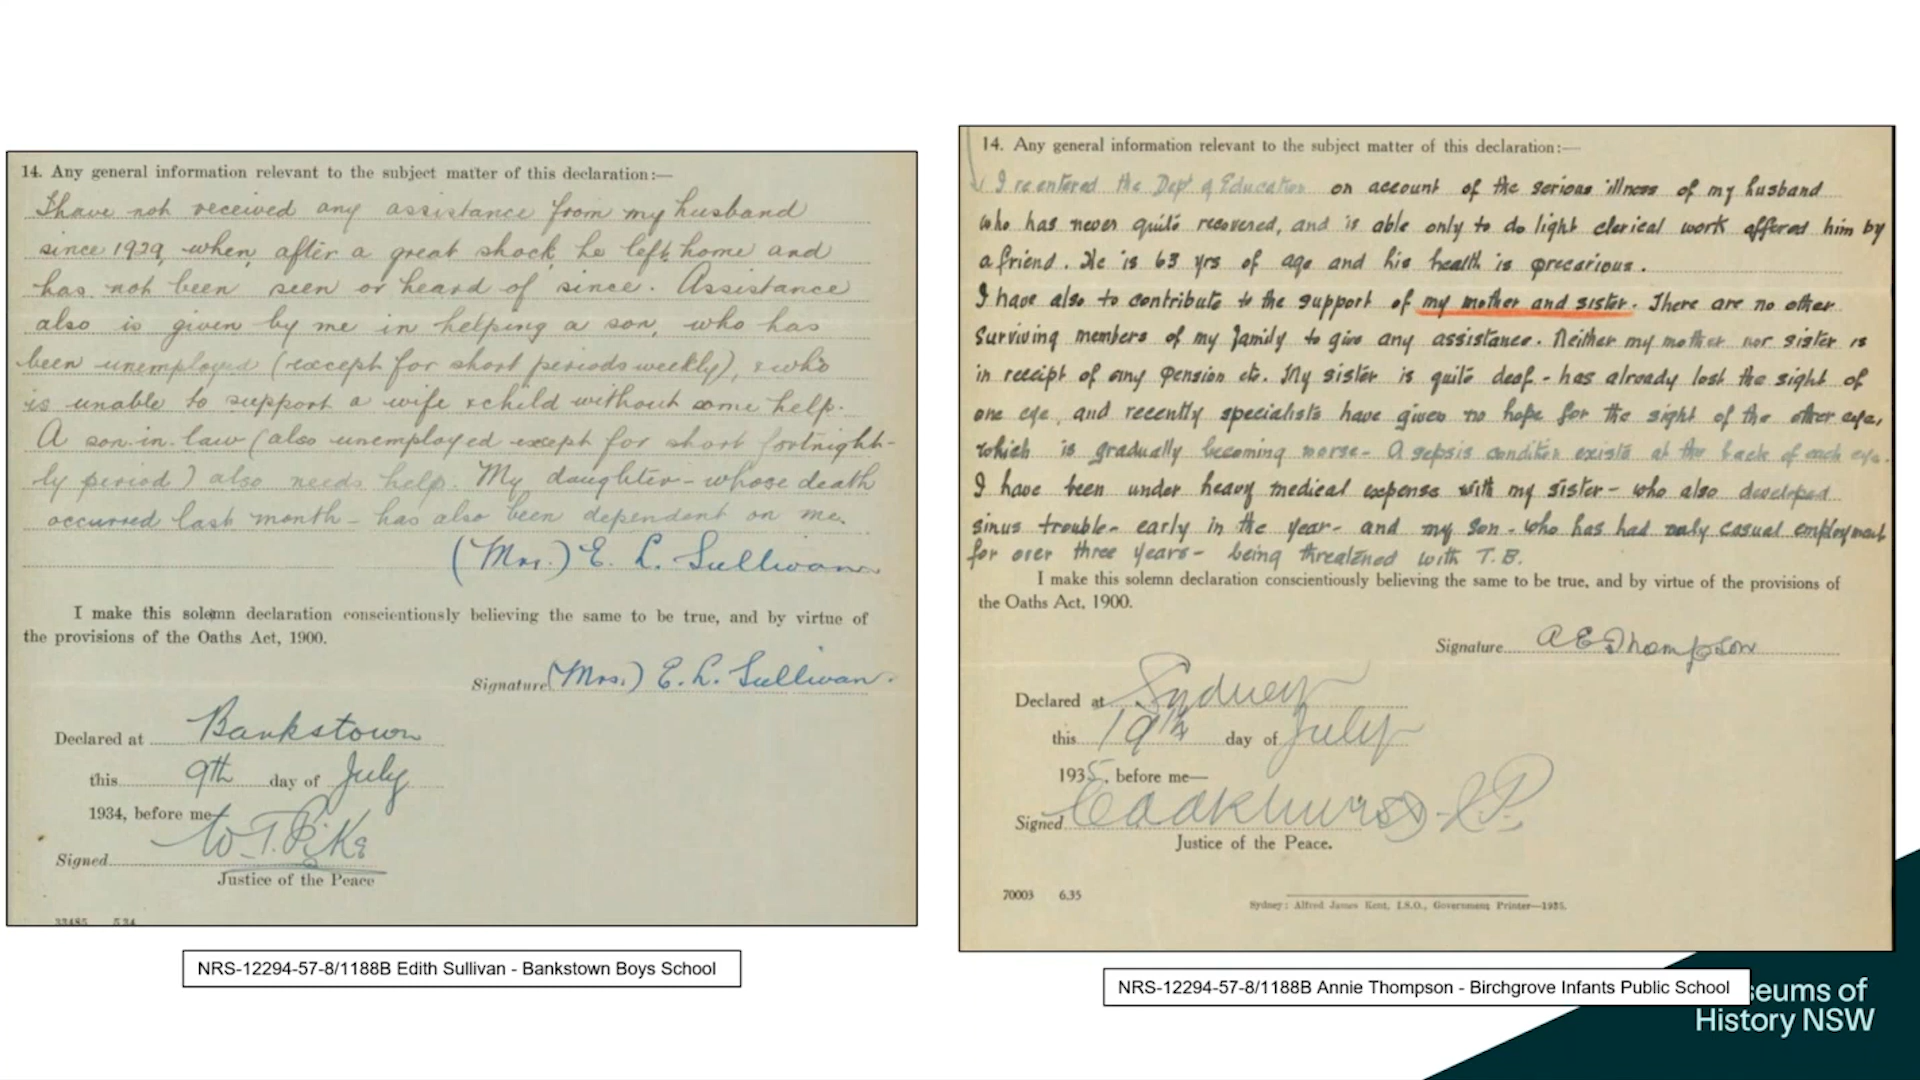 14. Any general information relevant to the subject matter of this declaration:—
I have not received any assistance from my husband
since 1929, when, after a great shock, he left home and
has not been seen or heard of since. Assistance
also is given by me in helping a son, who has
been unemployed (except for short periods weekly), & who
is unable to support a wife & child without some help.
A son-in-law (also unemployed except for short fortnight-
ly period) also needs help. My daughter - whose death
occurred last month - has also been dependent on me.
(Mrs.) E. L. Sullivan
I make this solemn declaration conscientiously believing the same to be true, and by virtue of
the provisions of the Oaths Act, 1900.
Signature (Mrs.) E. L. Sullivan.
Declared at Bankstown
this 9th day of July
1934, before me—
Signed W. T. Pike
Justice of the Peace
33485 5.34
NRS-12294-57-8/1188B Edith Sullivan - Bankstown Boys School
14. Any general information relevant to the subject matter of this declaration:—
I re entered the Dept of Education on account of the serious illness of my husband
who has never quite recovered, and is able only to do light clerical work offered him by
a friend. He is 63 yrs of age and his health is precarious.
I have also to contribute to the support of my mother and sister. There are no other
surviving members of my family to give any assistance. Neither my mother nor sister is
in receipt of any pension etc. My sister is quite deaf - has already lost the sight of
one eye, and recently specialists have given no hope for the sight of the other eye,
which is gradually becoming worse - A sepsis condition exists at the back of each eye.
I have been under heavy medical expense with my sister - who also developed
sinus trouble - early in the year - and my son - who has had only casual employment
for over three years - being threatened with T.B.
I make this solemn declaration conscientiously believing the same to be true, and by virtue of the provisions of
the Oaths Act, 1900.
Signature A E Thompson
Declared at Sydney
this 19th day of July
1935, before me—
Signed J.P.
Justice of the Peace.
70003 6.35
Sydney: Alfred James Kent, I.S.O., Government Printer—1935.
NRS-12294-57-8/1188B Annie Thompson - Birchgrove Infants Public School
seums of
History NSW